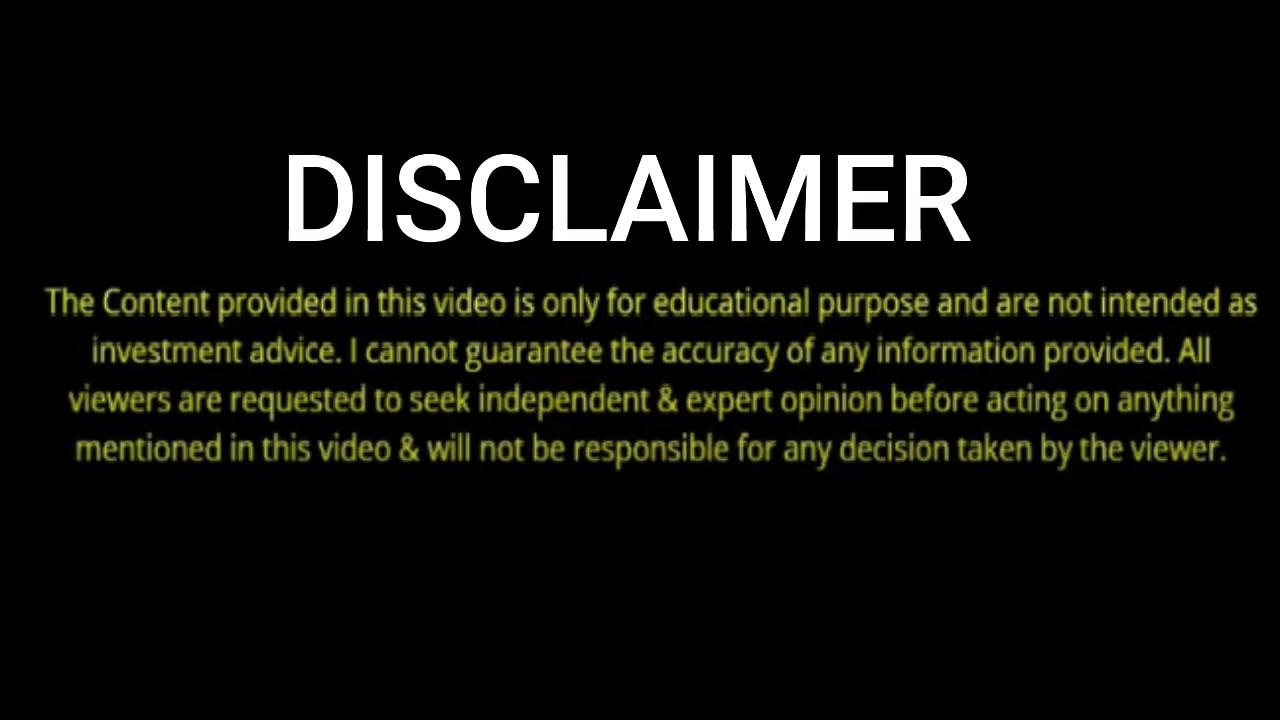 DISCLAIMER
The Content provided in this video is only for educational purpose and are not intended as
investment advice. I cannot guarantee the accuracy of any information provided. All
viewers are requested to seek independent & expert opinion before acting on anything
mentioned in this video & will not be responsible for any decision taken by the viewer.